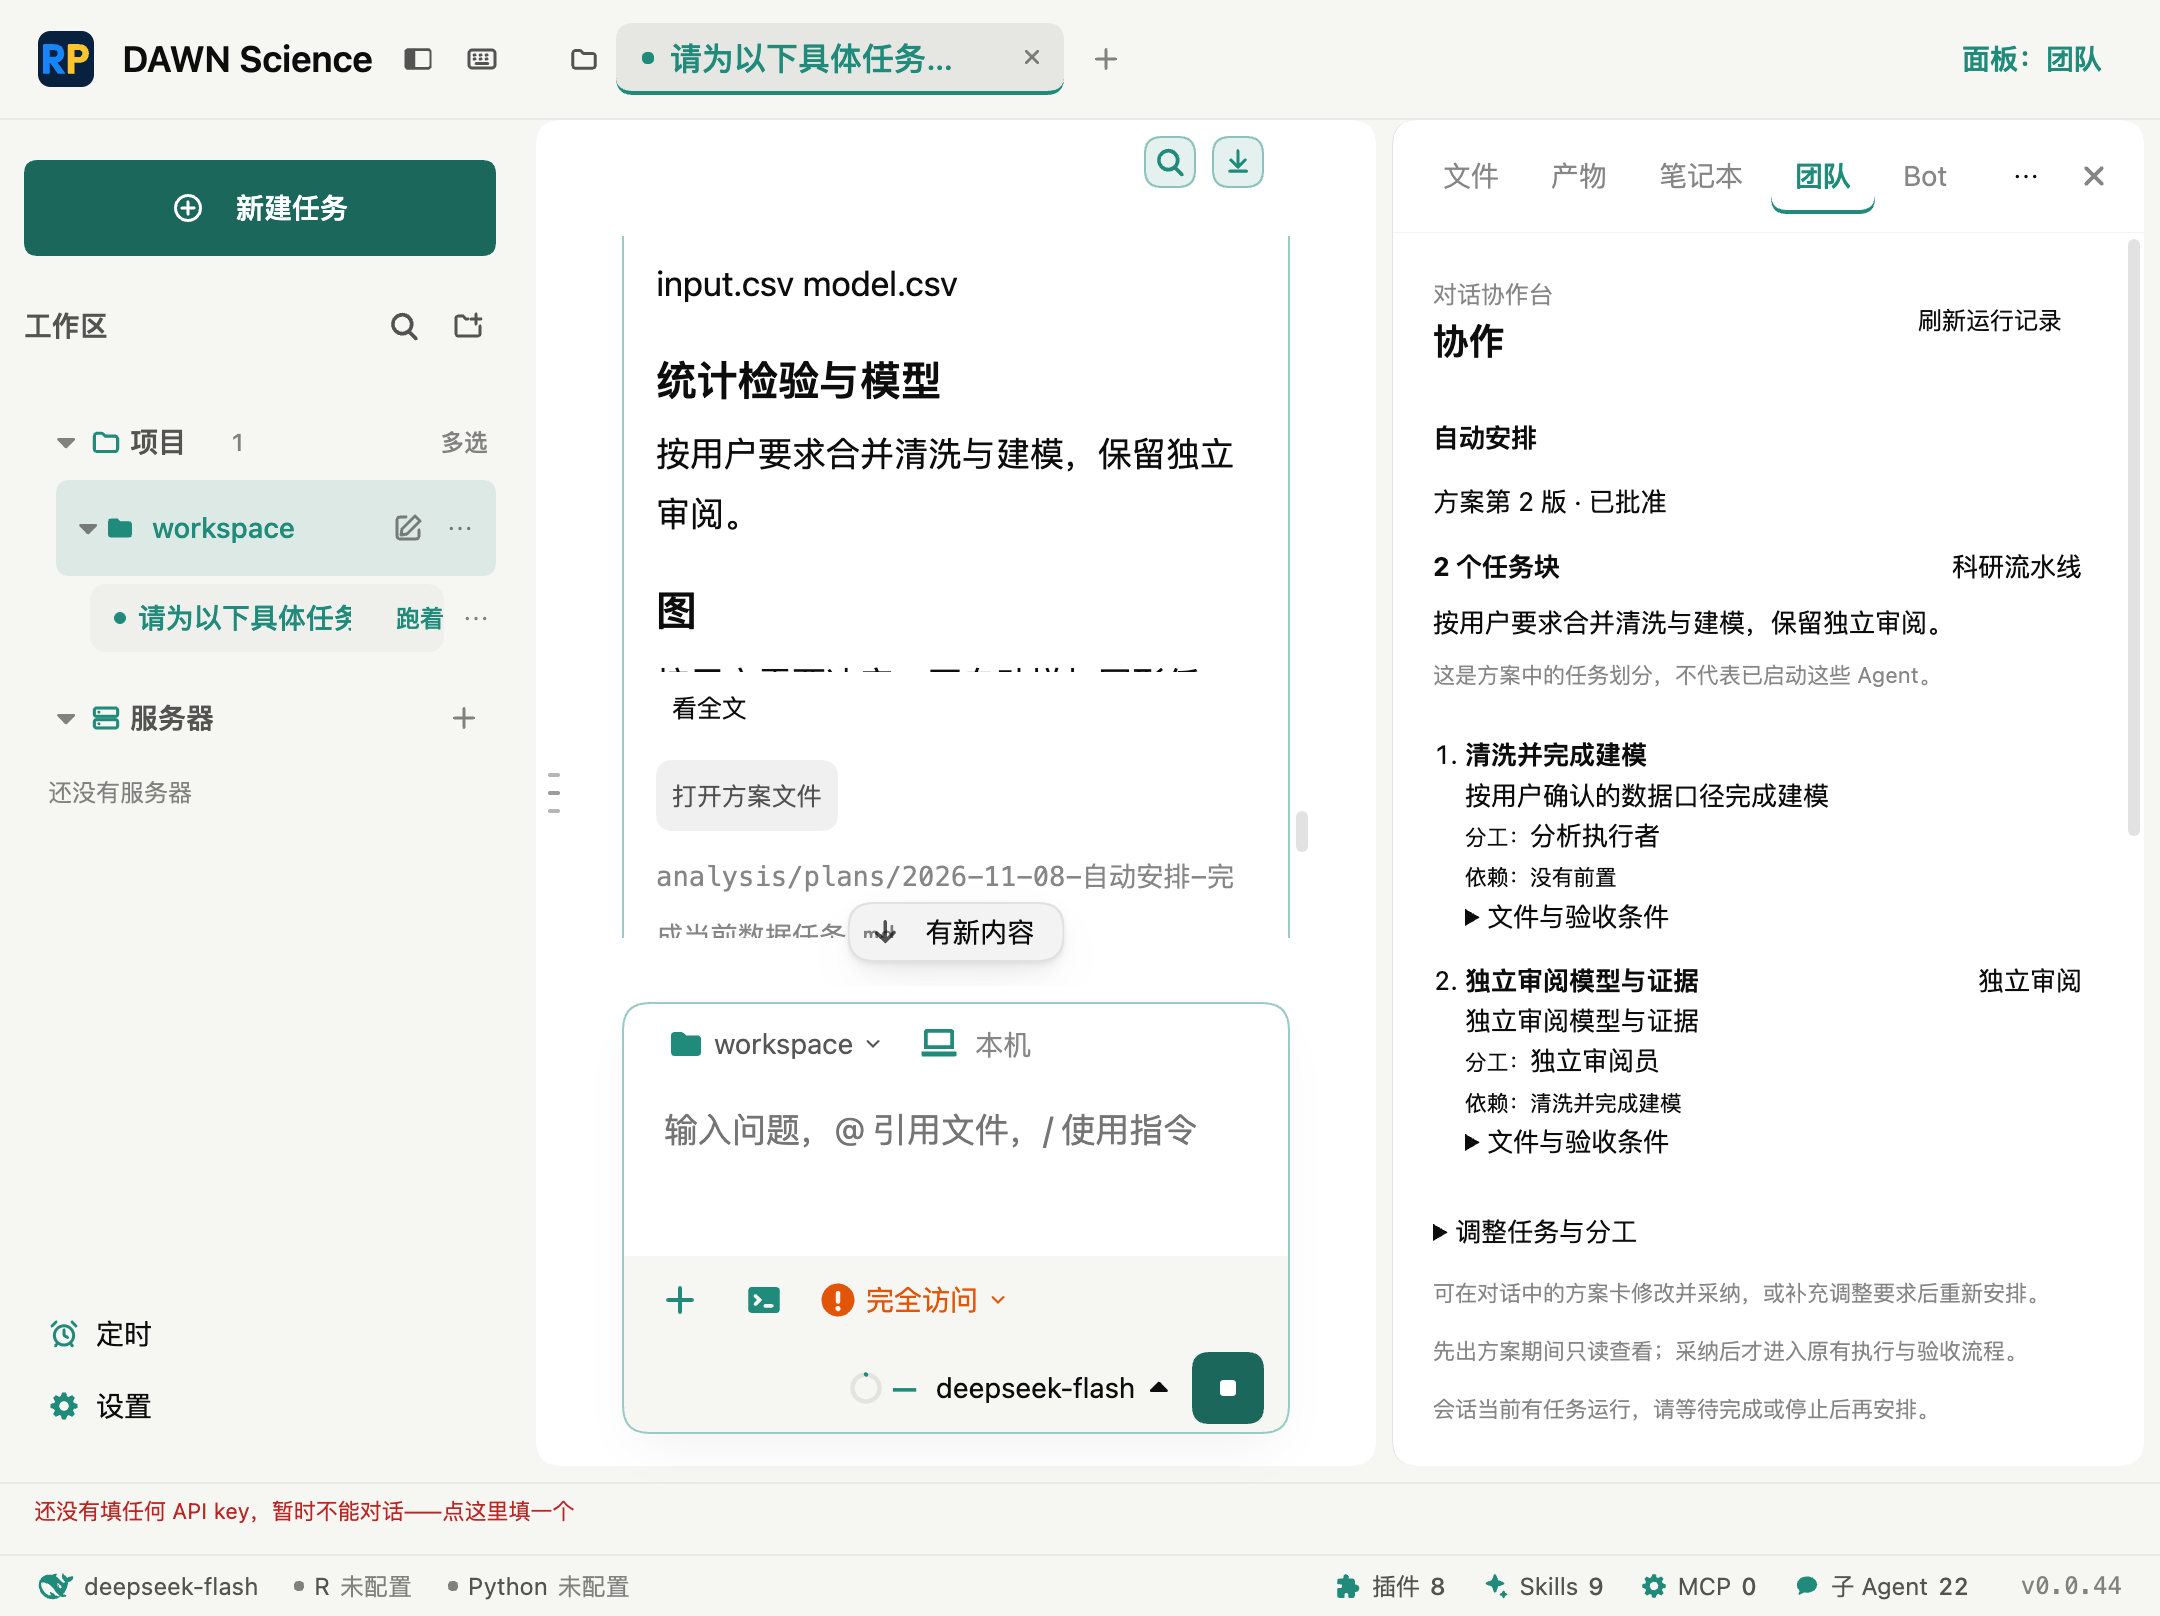 RP
DAWN Science
请为以下具体任务...
面板：团队
新建任务
工作区
项目 1 多选
workspace
请为以下具体任务 跑着
服务器
还没有服务器
定时
设置
input.csv model.csv
统计检验与模型
按用户要求合并清洗与建模，保留独立
审阅。
图
看全文
打开方案文件
analysis/plans/2026-11-08-自动安排-完
成当前数据任务
有新内容
workspace 本机
输入问题，@ 引用文件，/ 使用指令
完全访问
deepseek-flash
文件 产物 笔记本 团队 Bot
对话协作台
协作
刷新运行记录
自动安排
方案第 2 版 · 已批准
2 个任务块 科研流水线
按用户要求合并清洗与建模，保留独立审阅。
这是方案中的任务划分，不代表已启动这些 Agent。
1. 清洗并完成建模
按用户确认的数据口径完成建模
分工：分析执行者
依赖：没有前置
文件与验收条件
2. 独立审阅模型与证据 独立审阅
独立审阅模型与证据
分工：独立审阅员
依赖：清洗并完成建模
文件与验收条件
调整任务与分工
可在对话中的方案卡修改并采纳，或补充调整要求后重新安排。
先出方案期间只读查看；采纳后才进入原有执行与验收流程。
会话当前有任务运行，请等待完成或停止后再安排。
还没有填任何 API key，暂时不能对话——点这里填一个
deepseek-flash R 未配置 Python 未配置
插件 8 Skills 9 MCP 0 子 Agent 22 v0.0.44